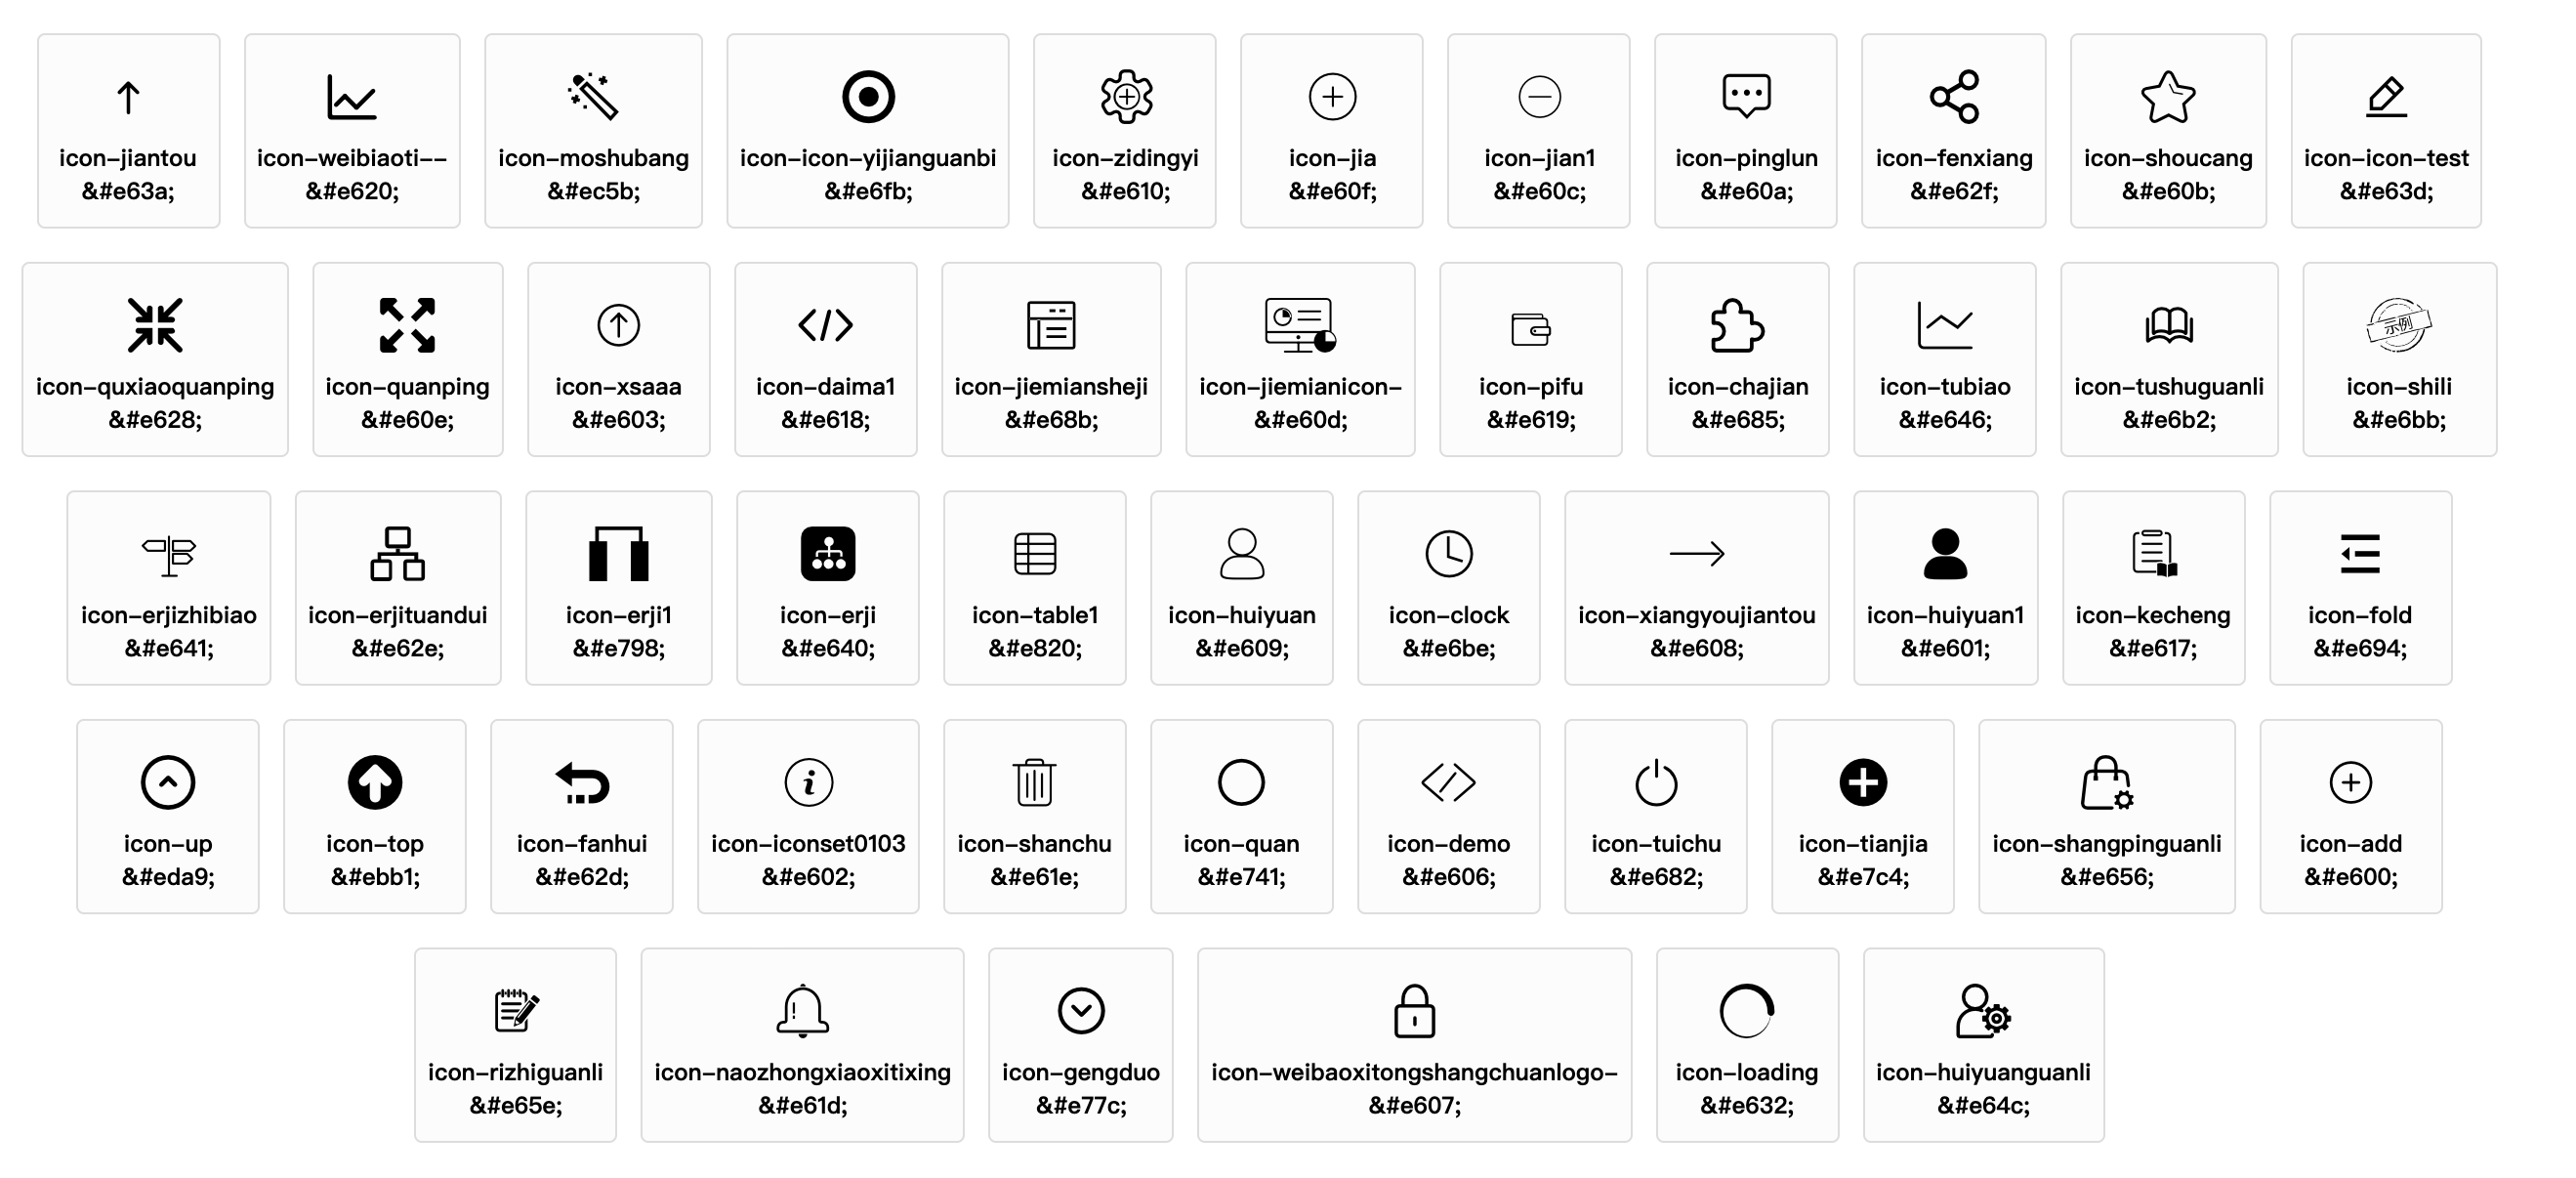 icon-jiantou
&#e63a;
icon-weibiaoti--
&#e620;
icon-moshubang
&#ec5b;
icon-icon-yijianguanbi
&#e6fb;
icon-zidingyi
&#e610;
icon-jia
&#e60f;
icon-jian1
&#e60c;
icon-pinglun
&#e60a;
icon-fenxiang
&#e62f;
icon-shoucang
&#e60b;
icon-icon-test
&#e63d;
icon-quxiaoquanping
&#e628;
icon-quanping
&#e60e;
icon-xsaaa
&#e603;
icon-daima1
&#e618;
icon-jiemiansheji
&#e68b;
icon-jiemianicon-
&#e60d;
icon-pifu
&#e619;
icon-chajian
&#e685;
icon-tubiao
&#e646;
icon-tushuguanli
&#e6b2;
示例
icon-shili
&#e6bb;
icon-erjizhibiao
&#e641;
icon-erjituandui
&#e62e;
icon-erji1
&#e798;
icon-erji
&#e640;
icon-table1
&#e820;
icon-huiyuan
&#e609;
icon-clock
&#e6be;
icon-xiangyoujiantou
&#e608;
icon-huiyuan1
&#e601;
icon-kecheng
&#e617;
icon-fold
&#e694;
icon-up
&#eda9;
icon-top
&#ebb1;
icon-fanhui
&#e62d;
i
icon-iconset0103
&#e602;
icon-shanchu
&#e61e;
icon-quan
&#e741;
icon-demo
&#e606;
icon-tuichu
&#e682;
icon-tianjia
&#e7c4;
icon-shangpinguanli
&#e656;
icon-add
&#e600;
icon-rizhiguanli
&#e65e;
icon-naozhongxiaoxitixing
&#e61d;
icon-gengduo
&#e77c;
icon-weibaoxitongshangchuanlogo-
&#e607;
icon-loading
&#e632;
icon-huiyuanguanli
&#e64c;